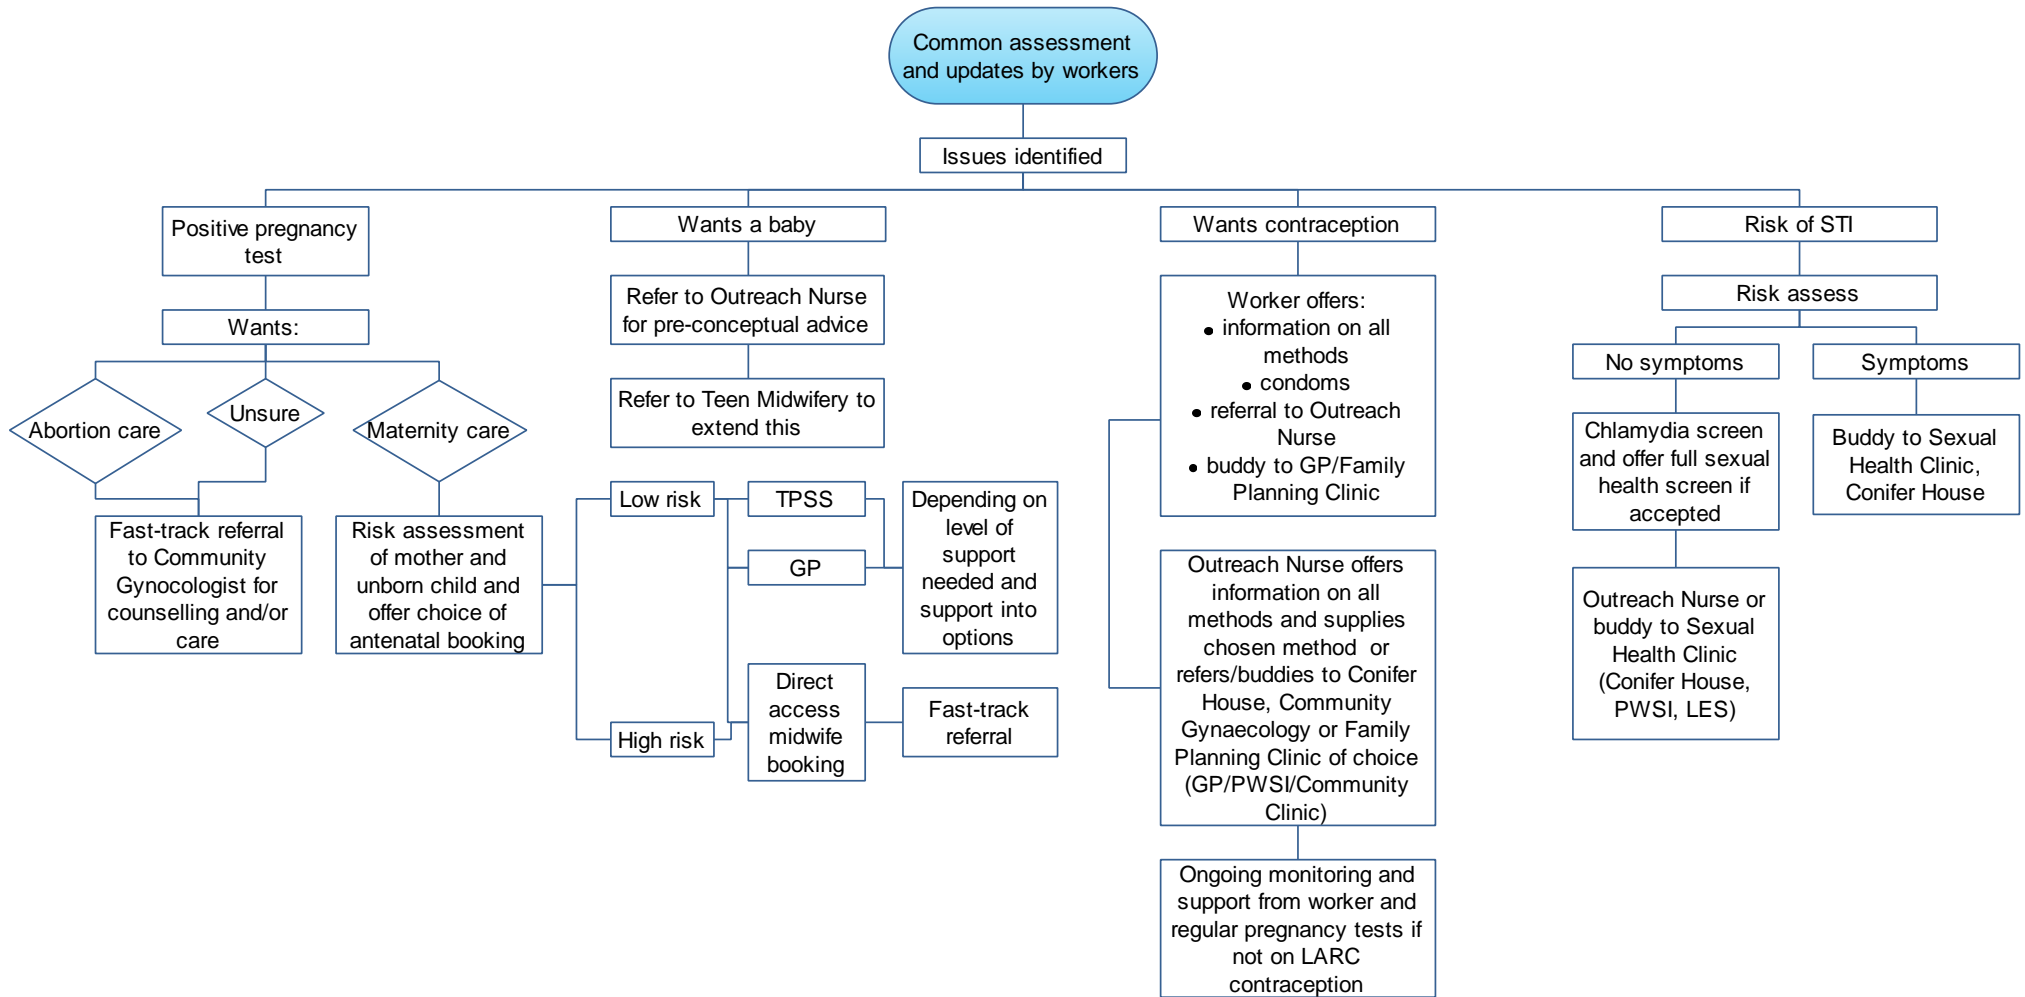 Common assessment
and updates by workers
Issues identified
Positive pregnancy
test
Wants:
Abortion care
Unsure
Maternity care
Fast-track referral
to Community
Gynocologist for
counselling and/or
care
Risk assessment
of mother and
unborn child and
offer choice of
antenatal booking
Wants a baby
Refer to Outreach Nurse
for pre-conceptual advice
Refer to Teen Midwifery to
extend this
Low risk
High risk
TPSS
GP
Direct
access
midwife
booking
Depending on
level of
support
needed and
support into
options
Fast-track
referral
Wants contraception
Worker offers:
• information on all
methods
• condoms
• referral to Outreach
Nurse
• buddy to GP/Family
Planning Clinic
Outreach Nurse offers
information on all
methods and supplies
chosen method or
refers/buddies to Conifer
House, Community
Gynaecology or Family
Planning Clinic of choice
(GP/PWSI/Community
Clinic)
Ongoing monitoring and
support from worker and
regular pregnancy tests if
not on LARC
contraception
Risk of STI
Risk assess
No symptoms
Symptoms
Chlamydia screen
and offer full sexual
health screen if
accepted
Buddy to Sexual
Health Clinic,
Conifer House
Outreach Nurse or
buddy to Sexual
Health Clinic
(Conifer House,
PWSI, LES)